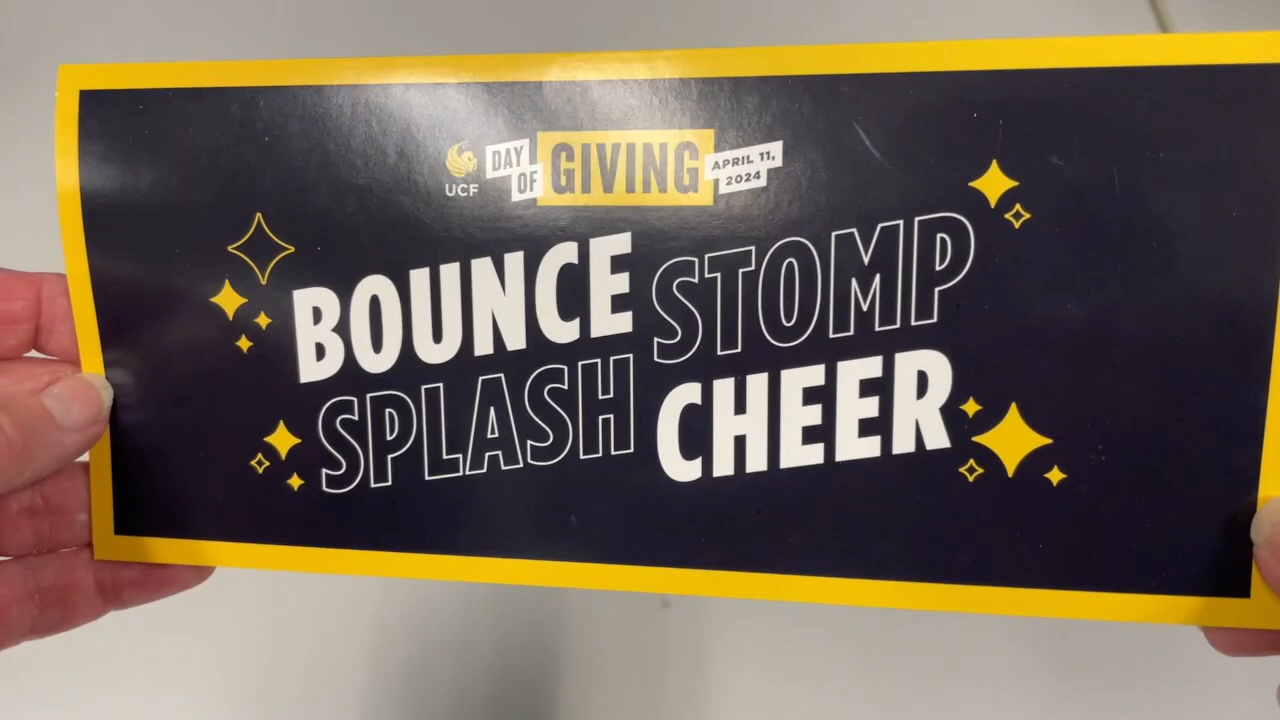 UCF
DAY
OF
GIVING
APRIL 11,
2024
BOUNCE STOMP
SPLASH CHEER